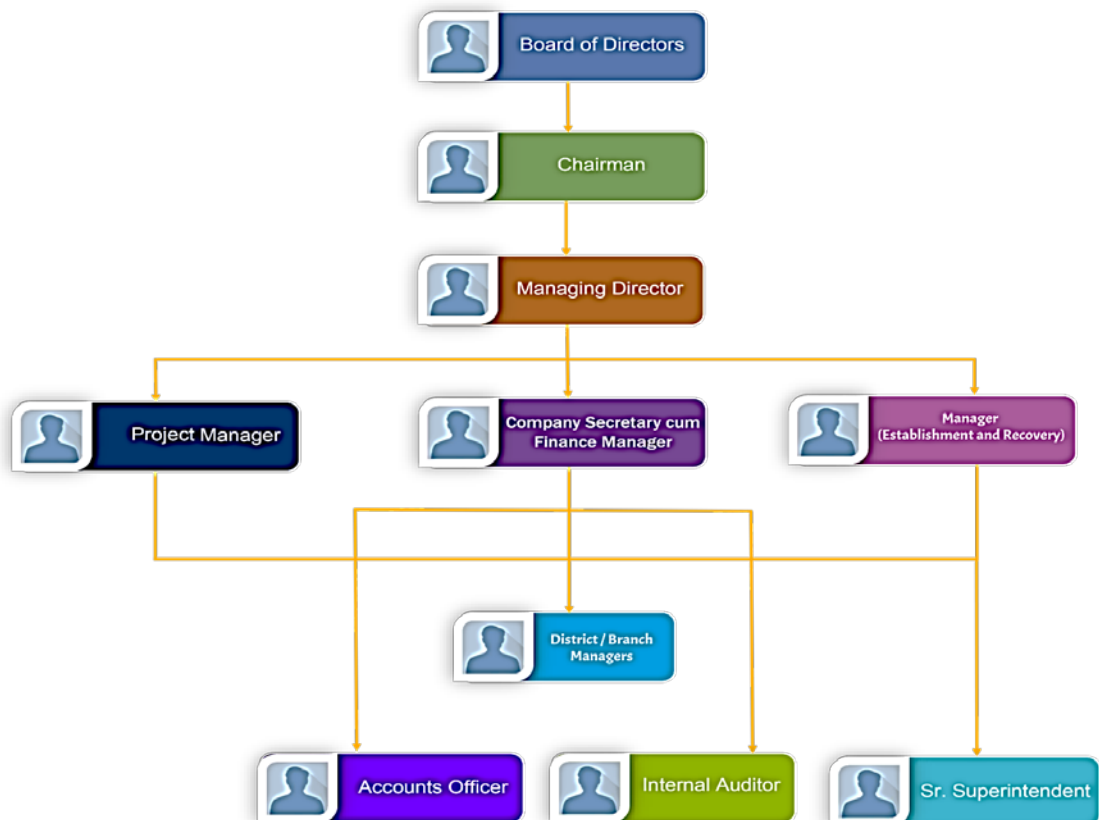 Board of Directors
Chairman
Managing Director
Project Manager
Company Secretary cum
Finance Manager
Manager
(Establishment and Recovery)
District / Branch
Managers
Accounts Officer
Internal Auditor
Sr. Superintendent